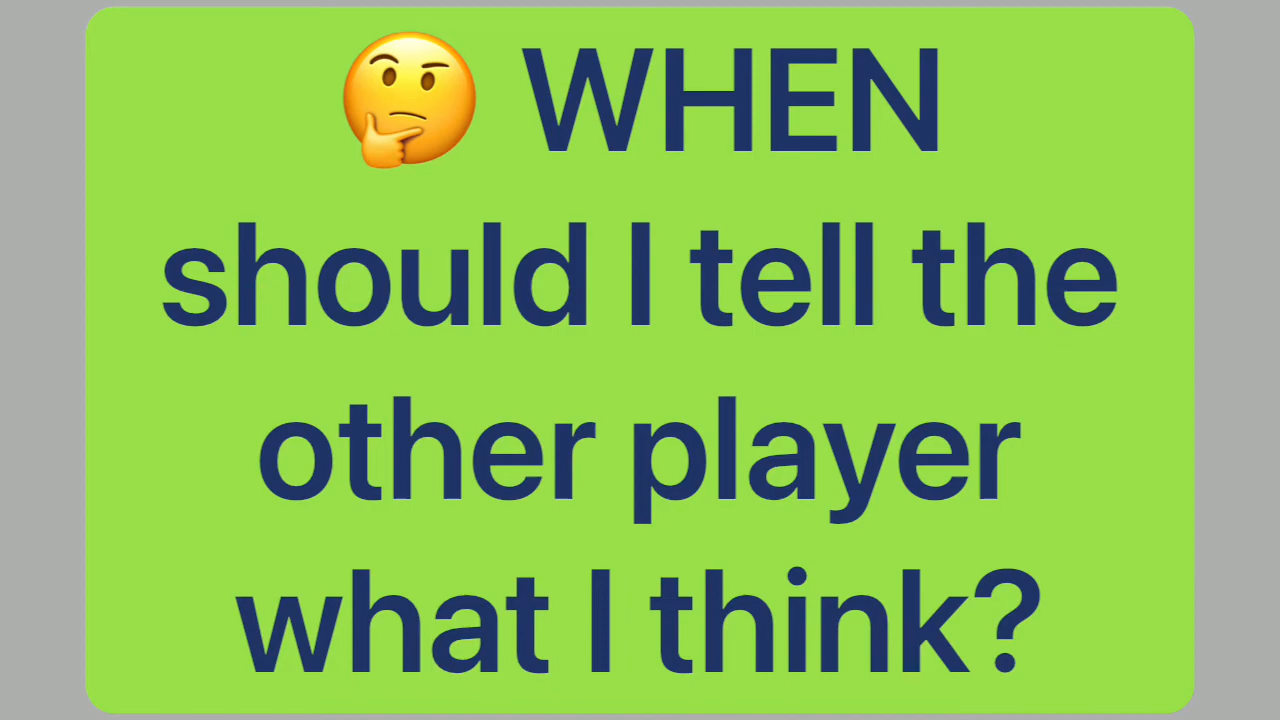 🤔 WHEN
should I tell the
other player
what I think?